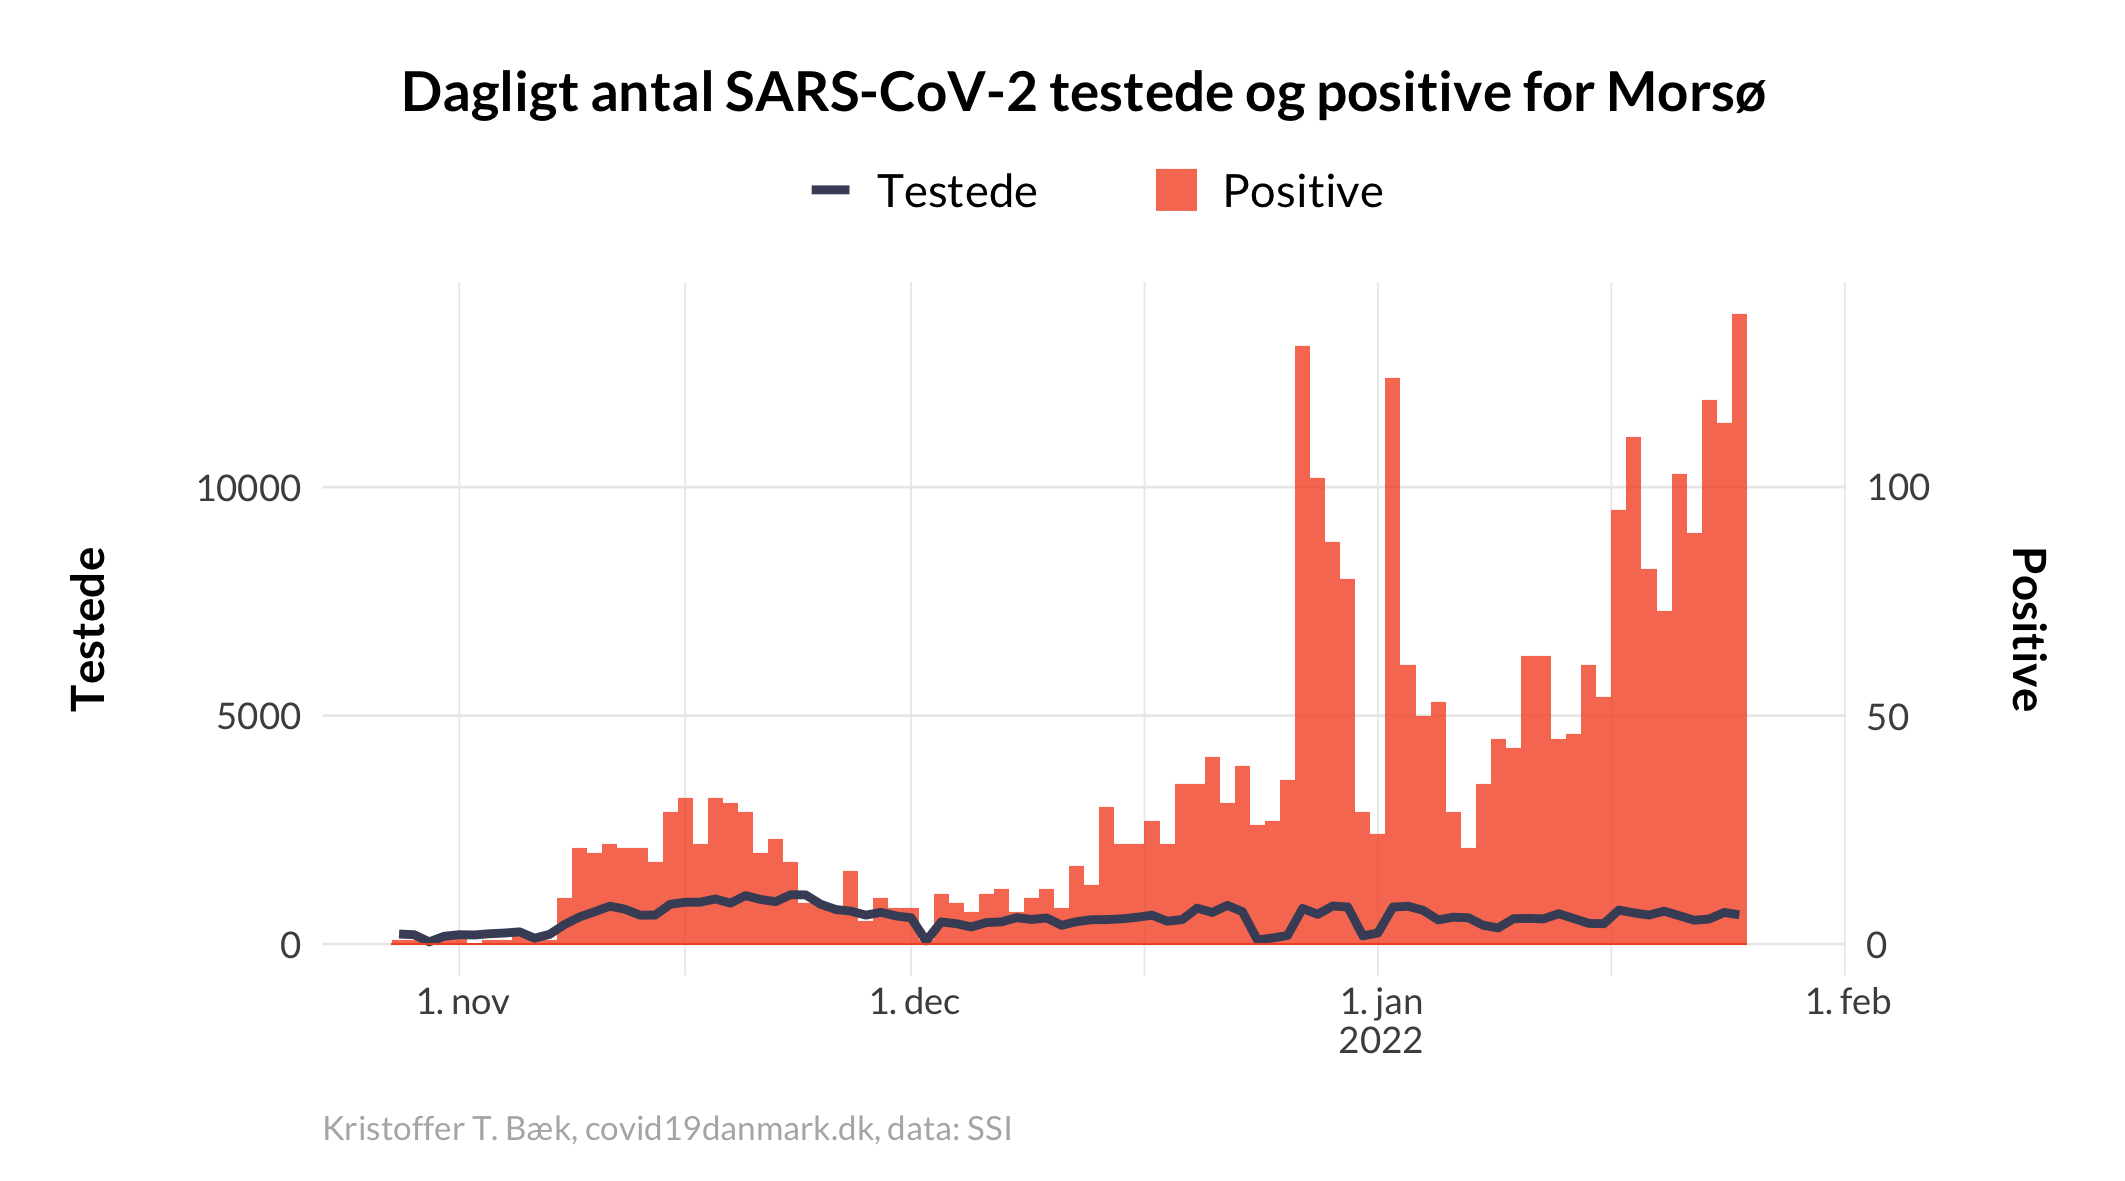 Dagligt antal SARS-CoV-2 testede og positive for Morsø
Testede
Positive
10000
5000
0
Testede
100
50
0
Positive
1. nov
1. dec
1. jan
2022
1. feb
Kristoffer T. Bæk, covid19danmark.dk, data: SSI